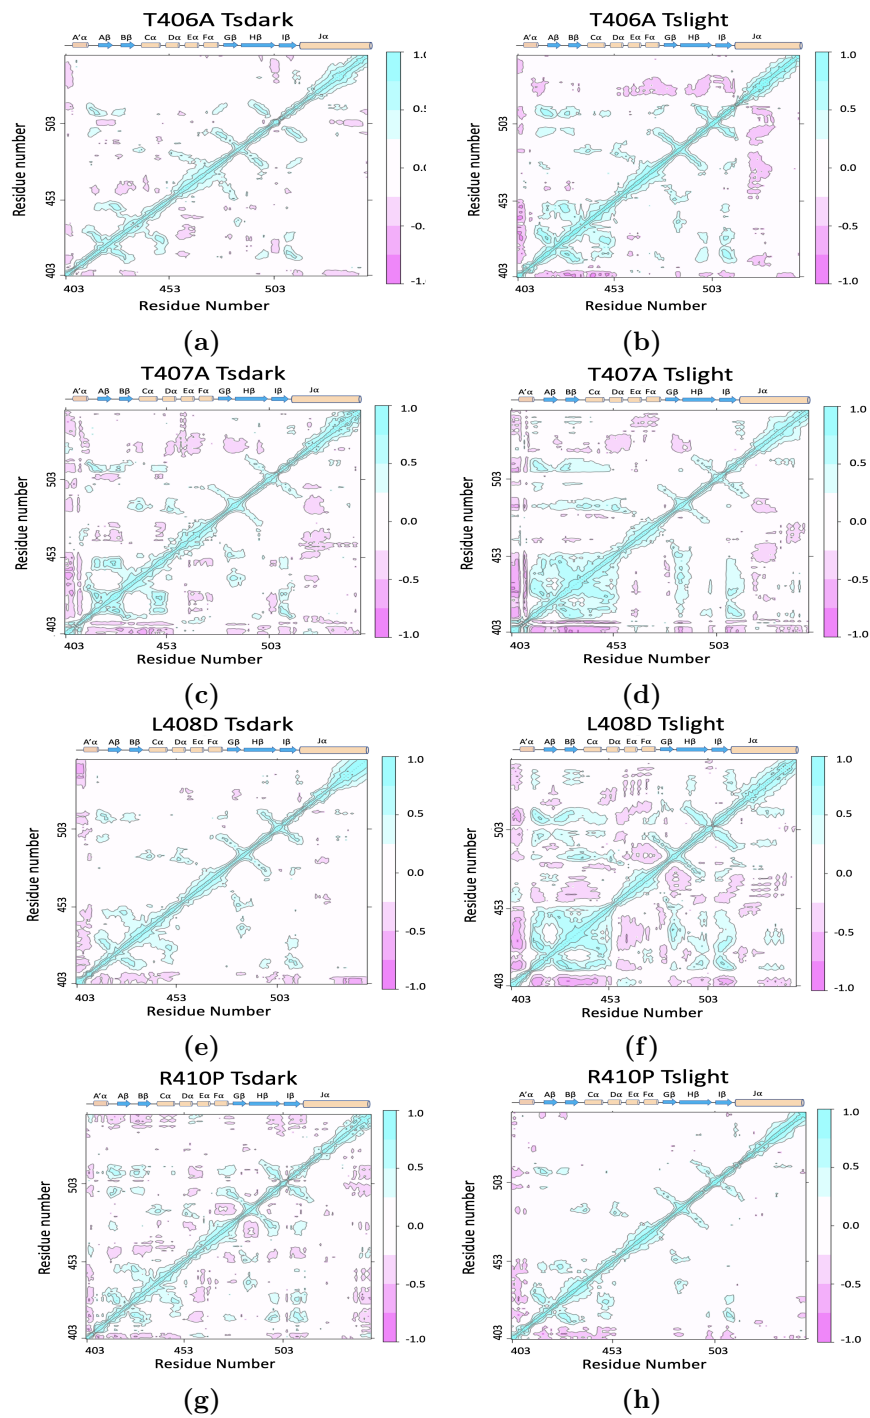 T406A Tsdark
A'α Aβ Bβ Cα Dα Eα Fα Gβ Hβ Iβ Jα
1.0
0.5
0.0
-0.
-1.
503
453
403
Residue number
403 453 503
Residue Number
(a)
T406A Tslight
A'α Aβ Bβ Cα Dα Eα Fα Gβ Hβ Iβ Jα
1.0
0.5
0.0
-0.5
-1.0
503
453
403
Residue number
403 453 503
Residue Number
(b)
T407A Tsdark
A'α Aβ Bβ Cα Dα Eα Fα Gβ Hβ Iβ Jα
1.0
0.5
0.0
-0.5
-1.0
503
453
403
Residue number
403 453 503
Residue Number
(c)
T407A Tslight
A'α Aβ Bβ Cα Dα Eα Fα Gβ Hβ Iβ Jα
1.0
0.5
0.0
-0.5
-1.0
503
453
403
Residue number
403 453 503
Residue Number
(d)
L408D Tsdark
A'α Aβ Bβ Cα Dα Eα Fα Gβ Hβ Iβ Jα
1.0
0.5
0.0
-0.5
-1.0
503
453
403
Residue number
403 453 503
Residue Number
(e)
L408D Tslight
A'α Aβ Bβ Cα Dα Eα Fα Gβ Hβ Iβ Jα
1.0
0.5
0.0
-0.5
-1.0
503
453
403
Residue number
403 453 503
Residue Number
(f)
R410P Tsdark
A'α Aβ Bβ Cα Dα Eα Fα Gβ Hβ Iβ Jα
1.0
0.5
0.0
-0.5
-1.0
503
453
403
Residue number
403 453 503
Residue Number
(g)
R410P Tslight
A'α Aβ Bβ Cα Dα Eα Fα Gβ Hβ Iβ Jα
1.0
0.5
0.0
-0.5
-1.0
503
453
403
Residue number
403 453 503
Residue Number
(h)